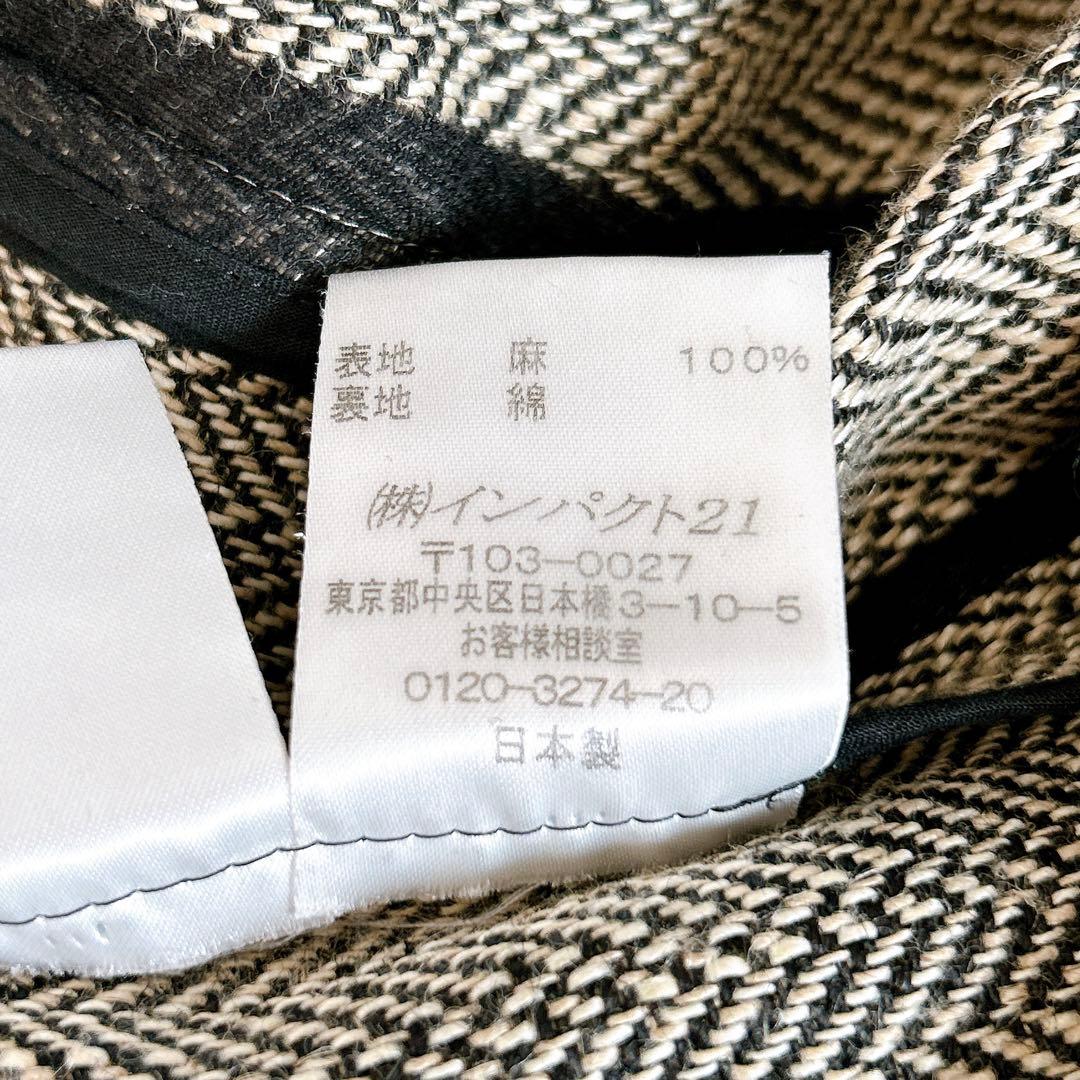 表地 麻 100%
裏地 綿
(株)インパクト21
〒103-0027
東京都中央区日本橋3-10-5
お客様相談室
0120-3274-20
日本製